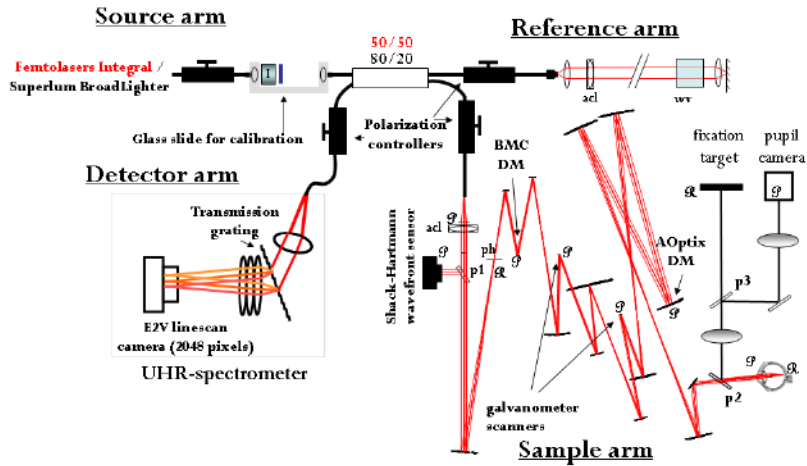 Source arm
50/50
80/20
Reference arm
Femtolasers Integral /
Superlum BroadLighter
I
acl
wt
Glass slide for calibration
Polarization
controllers
BMC
DM
fixation
target
pupil
camera
Detector arm
Transmission
grating
ℛ
𝒫
Shack-Hartmann
wavefront sensor
acl
𝒫
𝒫
p1
ph
ℛ
𝒫
𝒫
AOptix
DM
𝒫
p3
E2V linescan
camera (2048 pixels)
UHR-spectrometer
𝒫
galvanometer
scanners
𝒫
ℛ
p2
Sample arm